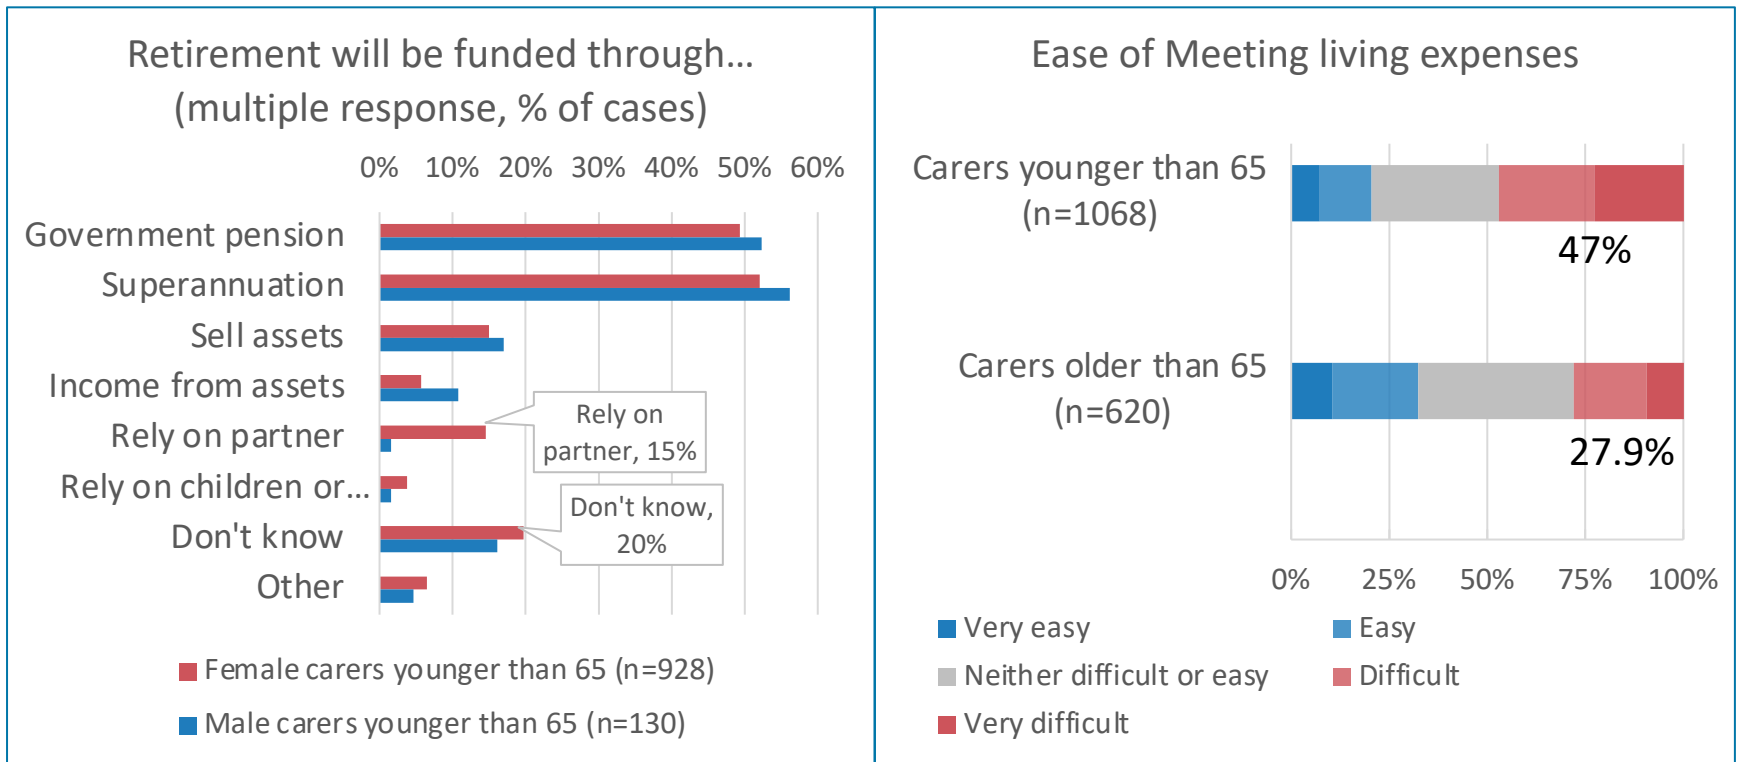 Retirement will be funded through…
(multiple response, % of cases)
0% 10% 20% 30% 40% 50% 60%
Government pension
Superannuation
Sell assets
Income from assets
Rely on partner
Rely on children or…
Don't know
Other
Rely on
partner, 15%
Don't know,
20%
Female carers younger than 65 (n=928)
Male carers younger than 65 (n=130)
Ease of Meeting living expenses
Carers younger than 65
(n=1068)
47%
Carers older than 65
(n=620)
27.9%
0% 25% 50% 75% 100%
Very easy Easy
Neither difficult or easy Difficult
Very difficult